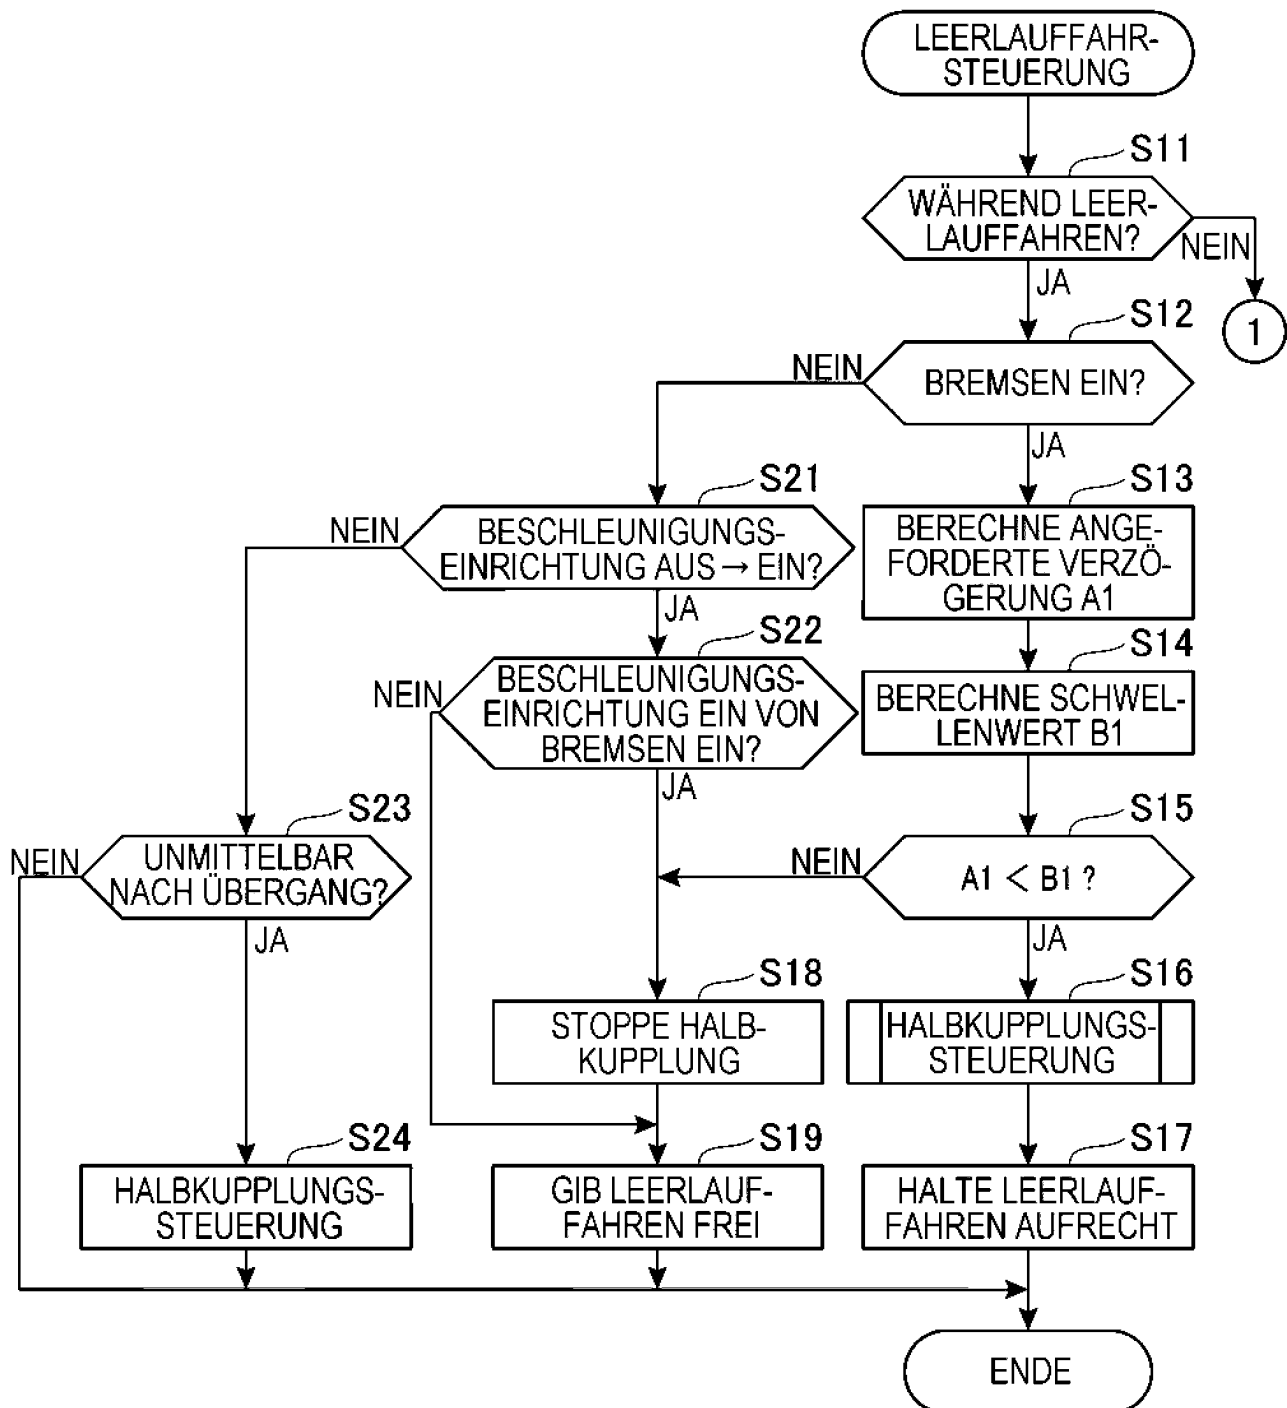 LEERLAUFFAHR-
STEUERUNG
S11
WÄHREND LEER-
LAUFFAHREN?
NEIN
JA
1
S12
BREMSEN EIN?
NEIN
JA
S21
BESCHLEUNIGUNGS-
EINRICHTUNG AUS → EIN?
NEIN
JA
S13
BERECHNE ANGE-
FORDERTE VERZÖ-
GERUNG A1
S22
BESCHLEUNIGUNGS-
EINRICHTUNG EIN VON
BREMSEN EIN?
NEIN
JA
S14
BERECHNE SCHWEL-
LENWERT B1
S23
UNMITTELBAR
NACH ÜBERGANG?
NEIN
JA
S15
A1 < B1 ?
NEIN
JA
S18
STOPPE HALB-
KUPPLUNG
S16
HALBKUPPLUNGS-
STEUERUNG
S24
HALBKUPPLUNGS-
STEUERUNG
S19
GIB LEERLAUF-
FAHREN FREI
S17
HALTE LEERLAUF-
FAHREN AUFRECHT
ENDE